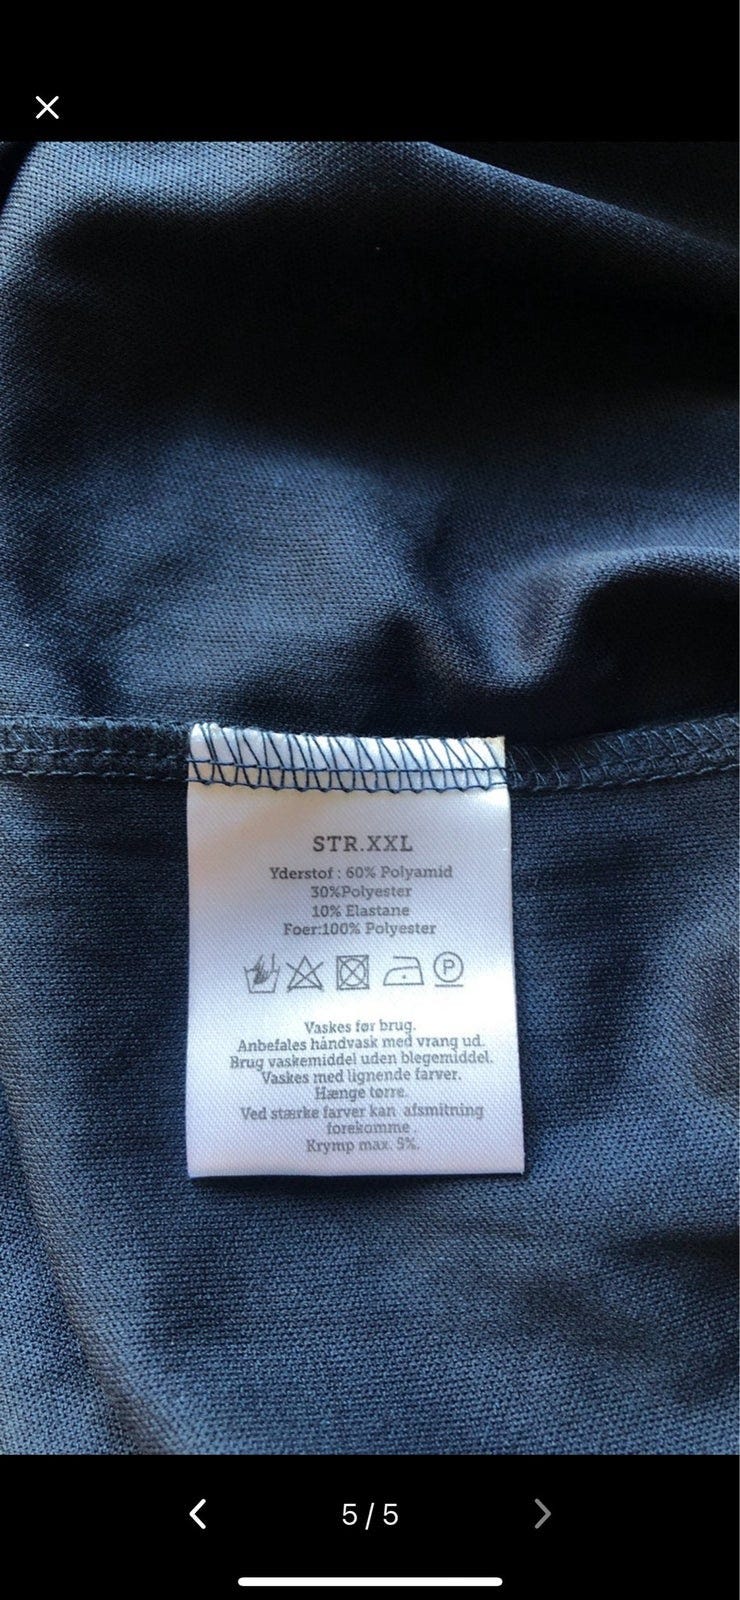 STR.XXL
Yderstof : 60% Polyamid
30%Polyester
10% Elastane
Foer:100% Polyester
P
Vaskes før brug.
Anbefales håndvask med vrang ud.
Brug vaskemiddel uden blegemiddel.
Vaskes med lignende farver.
Hænge tørre.
Ved stærke farver kan afsmitning
forekomme .
Krymp max. 5%.
5 / 5